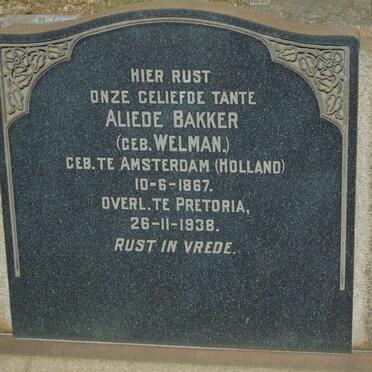 HIER RUST
ONZE GELIEFDE TANTE
ALIEDE BAKKER
(GEB. WELMAN.)
GEB. TE AMSTERDAM (HOLLAND)
10-6-1867.
OVERL. TE PRETORIA,
26-11-1938.
RUST IN VREDE.